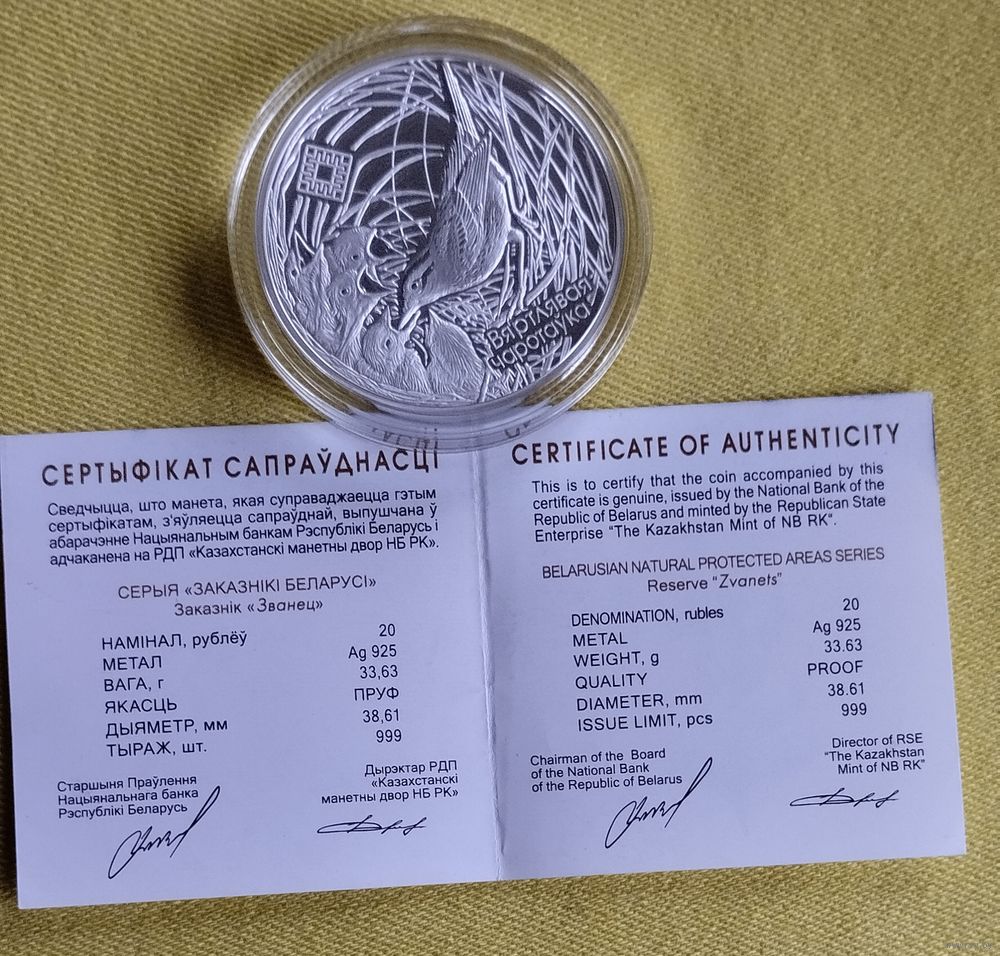 Вяртлявая
чаротаўка
СЕРТЫФІКАТ САПРАЎДНАСЦІ
Сведчыцца, што манета, якая суправаджаецца гэтым
сертыфікатам, з'яўляецца сапраўднай, выпушчана ў
абарачэнне Нацыянальным банкам Рэспублікі Беларусь і
адчаканена на РДП «Казахстанскі манетны двор НБ РК».
СЕРЫЯ «ЗАКАЗНІКІ БЕЛАРУСІ»
Заказнік «Званец»
НАМІНАЛ, рублёў 20
МЕТАЛ Ag 925
ВАГА, г 33,63
ЯКАСЦЬ ПРУФ
ДЫЯМЕТР, мм 38,61
ТЫРАЖ, шт. 999
Старшыня Праўлення
Нацыянальнага банка
Рэспублікі Беларусь
Дырэктар РДП
«Казахстанскі
манетны двор НБ РК»
CERTIFICATE OF AUTHENTICITY
This is to certify that the coin accompanied by this
certificate is genuine, issued by the National Bank of the
Republic of Belarus and minted by the Republican State
Enterprise "The Kazakhstan Mint of NB RK".
BELARUSIAN NATURAL PROTECTED AREAS SERIES
Reserve "Zvanets"
DENOMINATION, rubles 20
METAL Ag 925
WEIGHT, g 33.63
QUALITY PROOF
DIAMETER, mm 38.61
ISSUE LIMIT, pcs 999
Chairman of the Board
of the National Bank
of the Republic of Belarus
Director of RSE
"The Kazakhstan
Mint of NB RK"